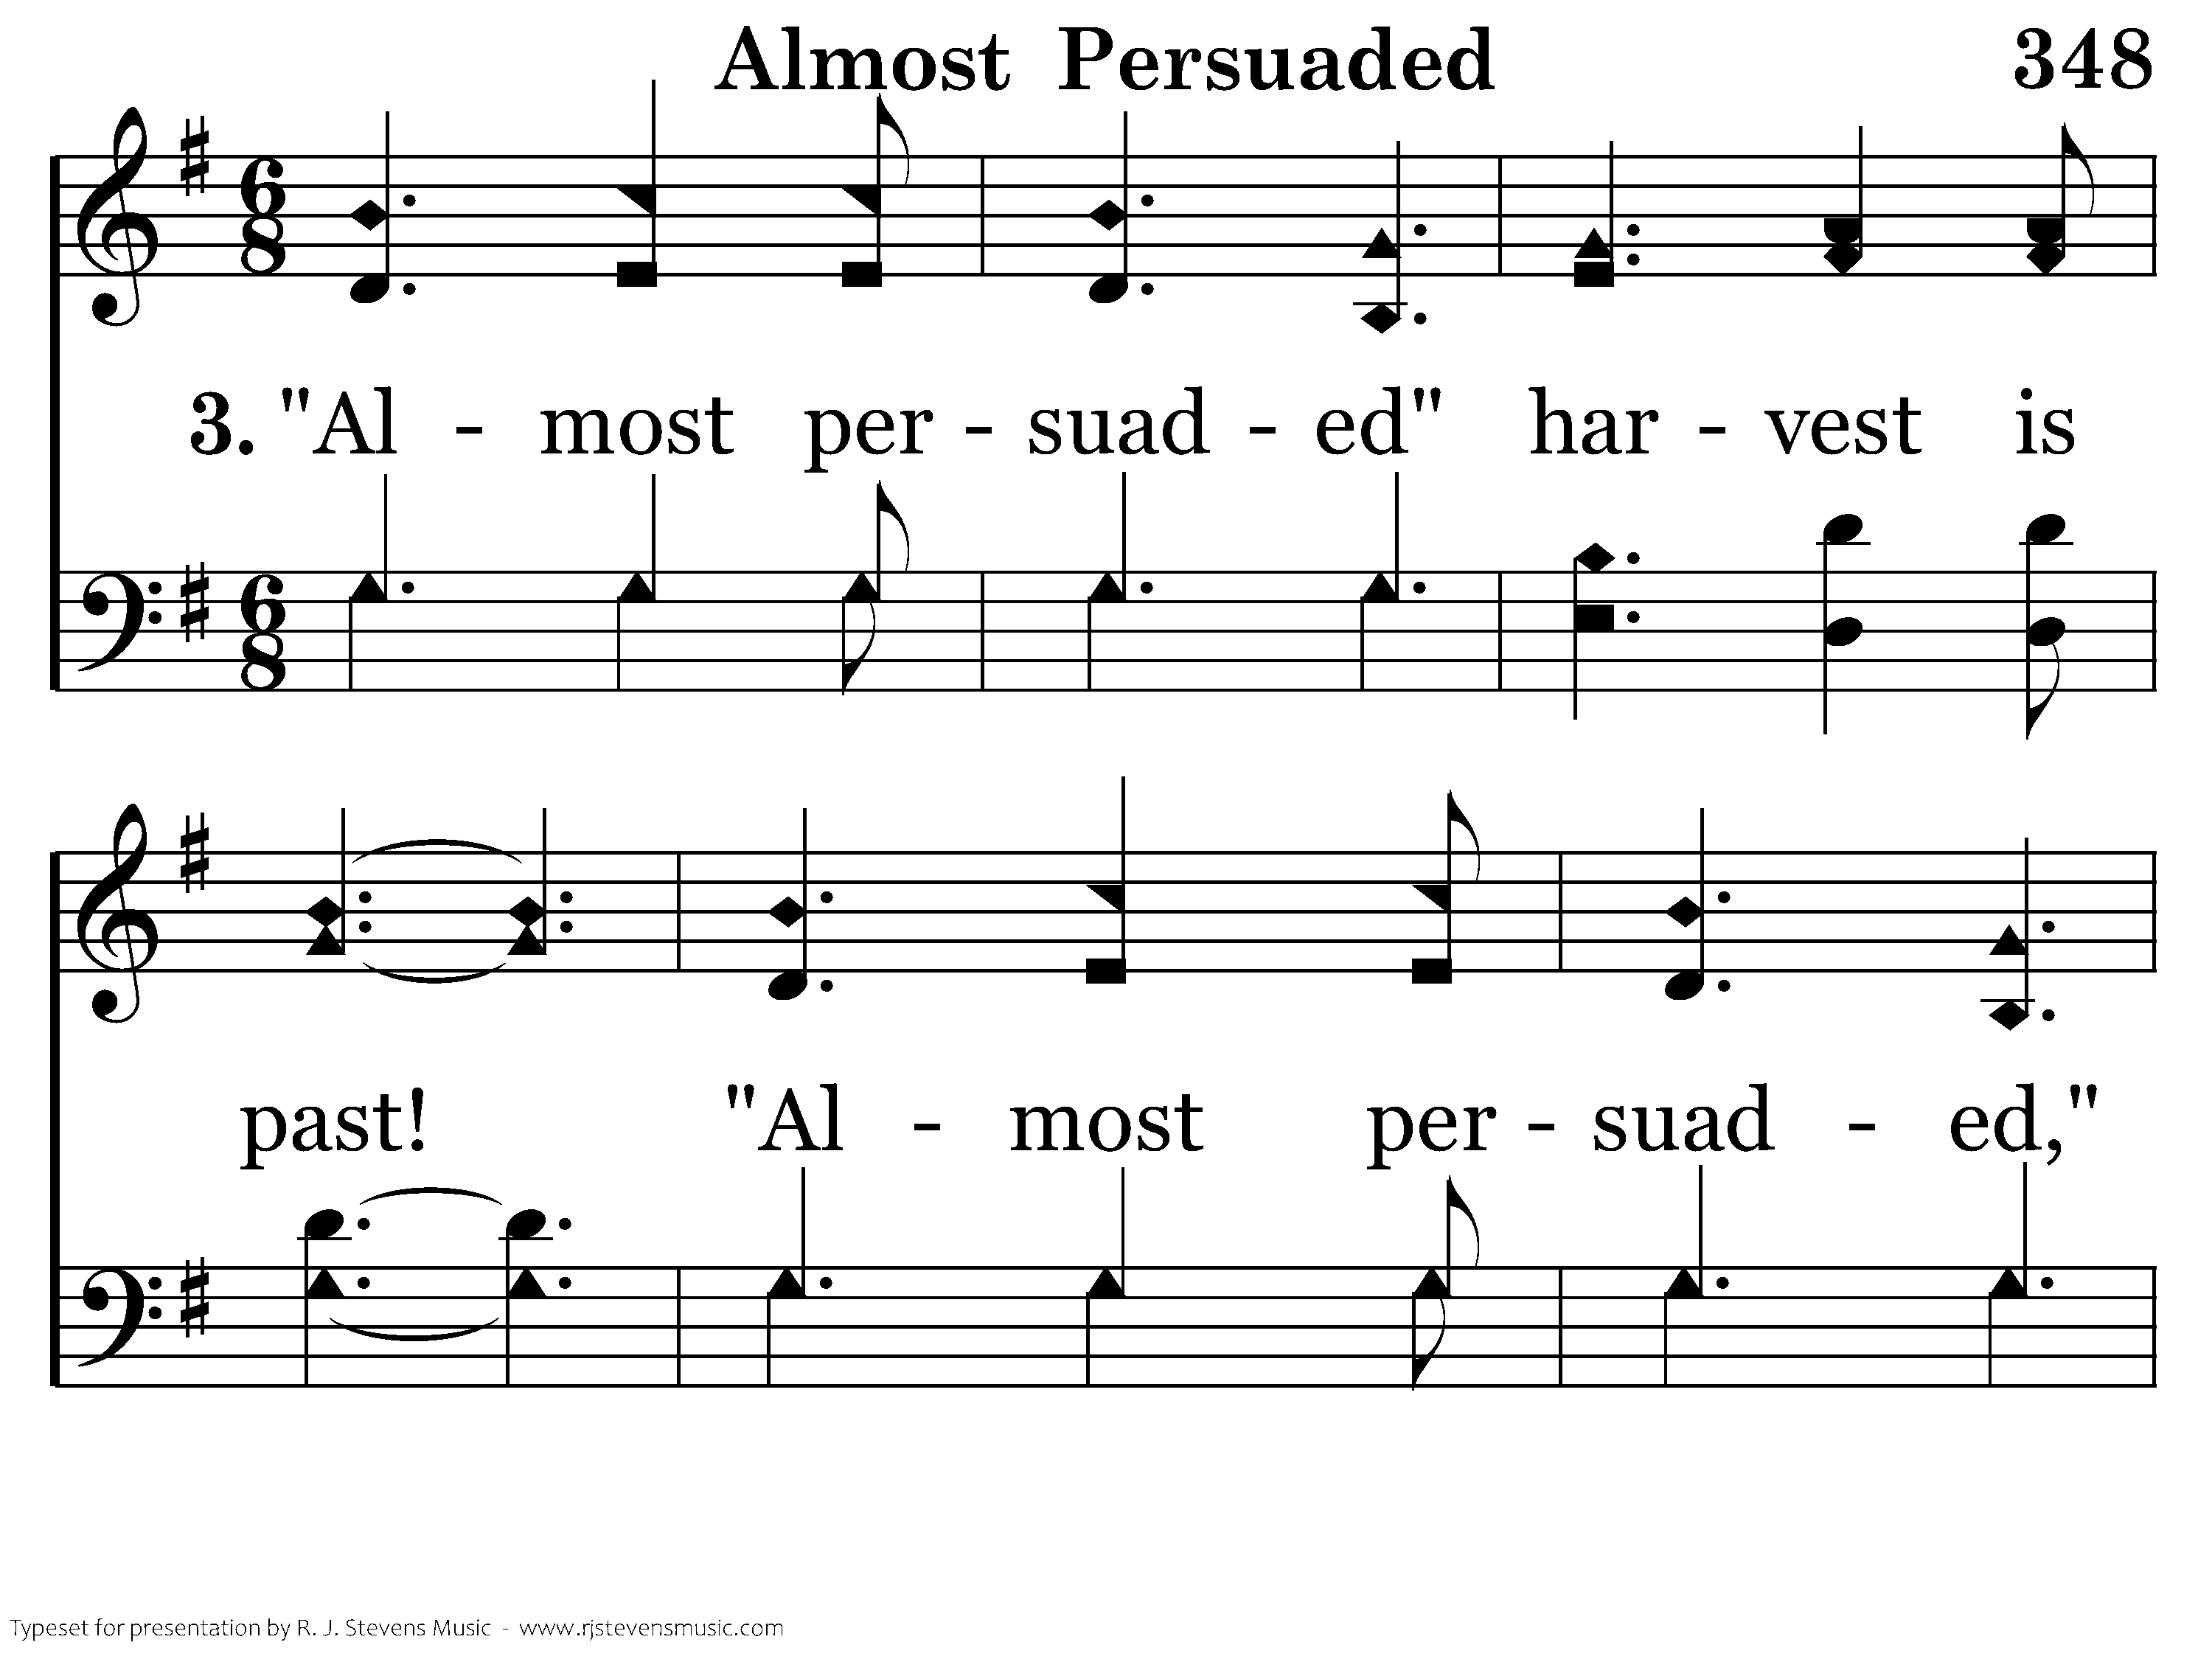 Almost Persuaded 348
3. "Al - most per - suad - ed" har - vest is
past! "Al - most per - suad - ed,"
Typeset for presentation by R. J. Stevens Music - www.rjstevensmusic.com